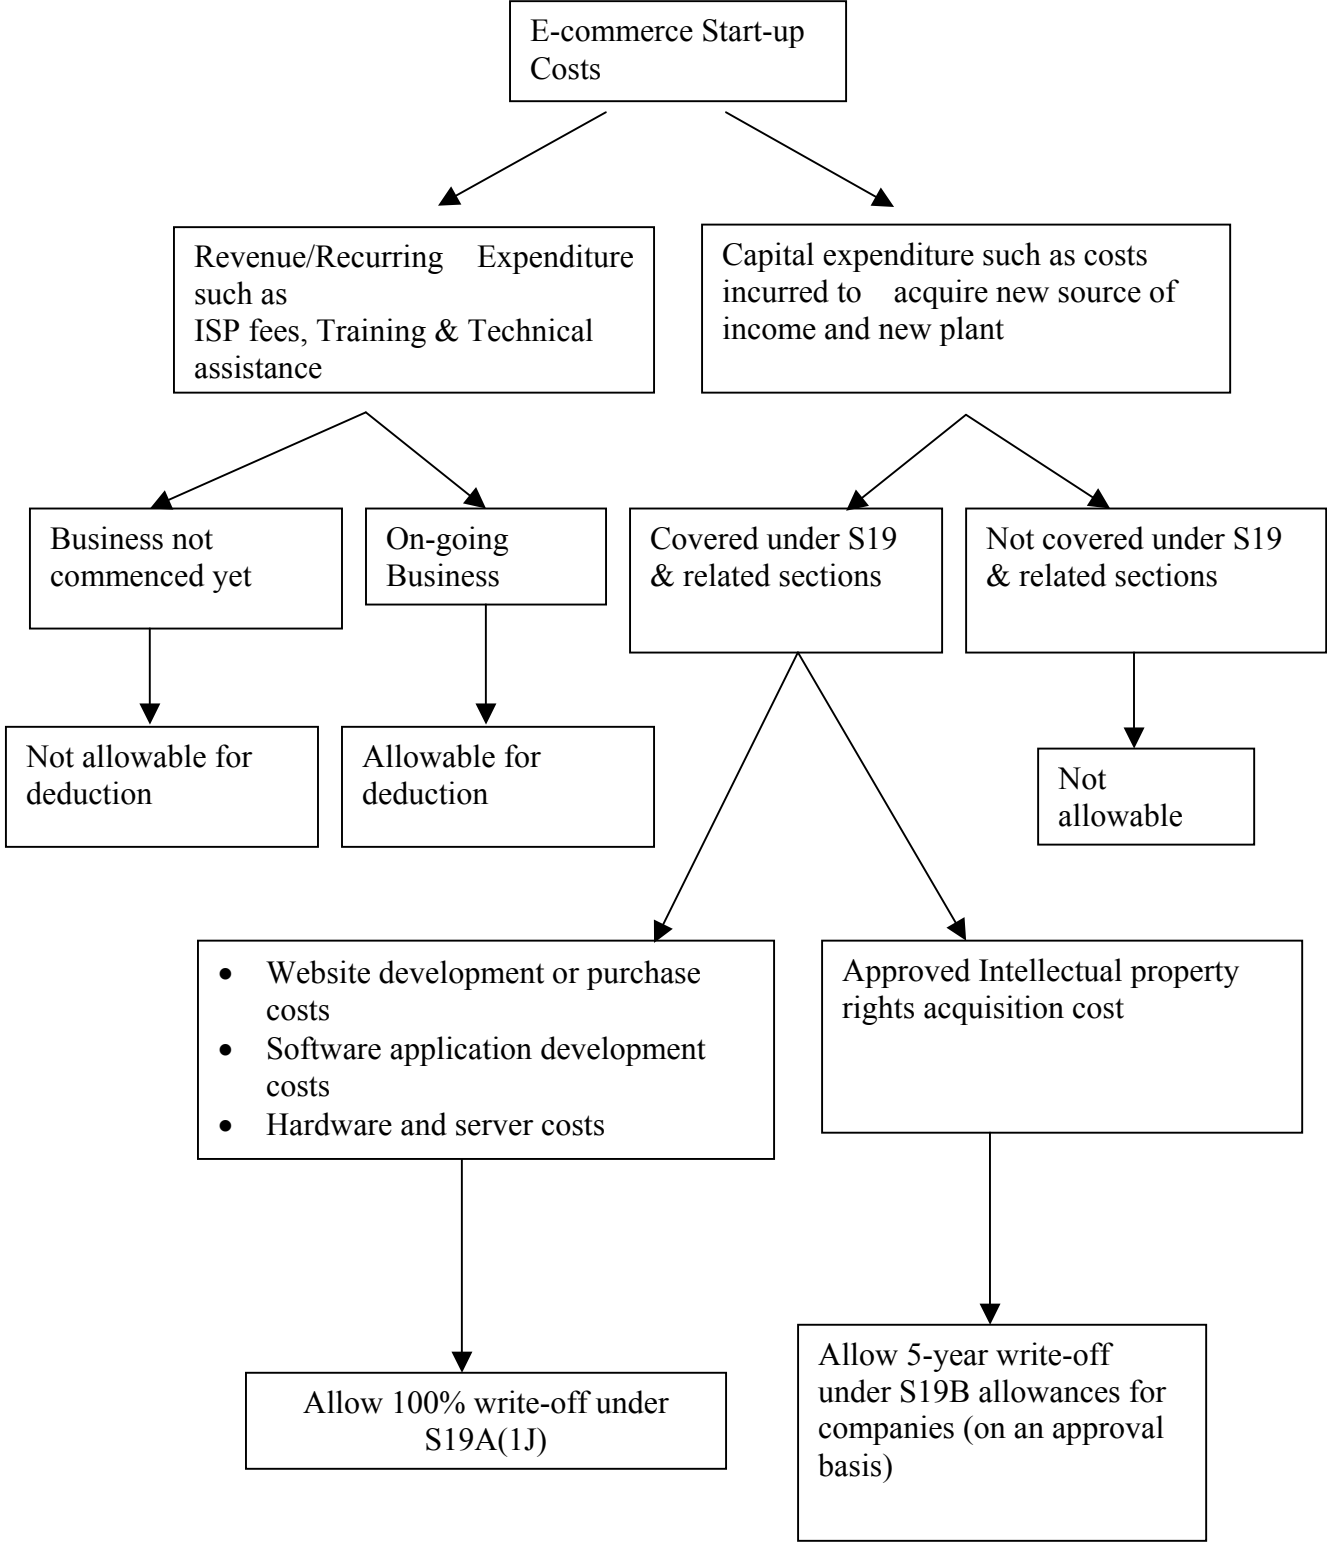 E-commerce Start-up
Costs
Revenue/Recurring Expenditure
such as
ISP fees, Training & Technical
assistance
Capital expenditure such as costs
incurred to acquire new source of
income and new plant
Business not
commenced yet
On-going
Business
Covered under S19
& related sections
Not covered under S19
& related sections
Not allowable for
deduction
Allowable for
deduction
Not
allowable
• Website development or purchase
costs
• Software application development
costs
• Hardware and server costs
Approved Intellectual property
rights acquisition cost
Allow 100% write-off under
S19A(1J)
Allow 5-year write-off
under S19B allowances for
companies (on an approval
basis)